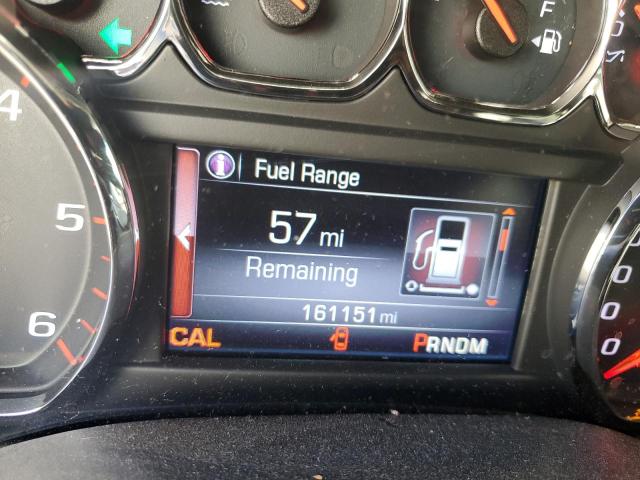 F
4
5
6
Fuel Range
57 mi
Remaining
161151 mi
CAL
PRNDM